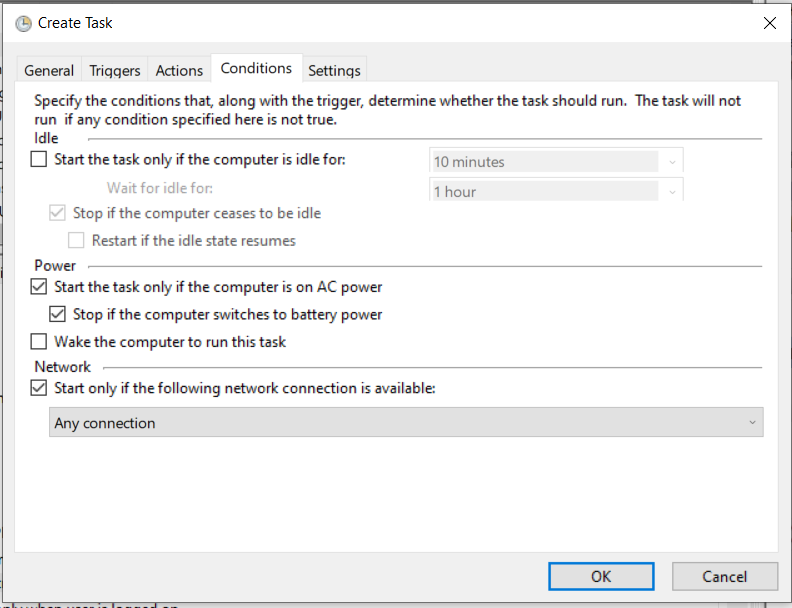 Create Task
General Triggers Actions Conditions Settings
Specify the conditions that, along with the trigger, determine whether the task should run.  The task will not
run  if any condition specified here is not true.
Idle
Start the task only if the computer is idle for: 10 minutes
Wait for idle for: 1 hour
Stop if the computer ceases to be idle
Restart if the idle state resumes
Power
Start the task only if the computer is on AC power
Stop if the computer switches to battery power
Wake the computer to run this task
Network
Start only if the following network connection is available:
Any connection
OK Cancel